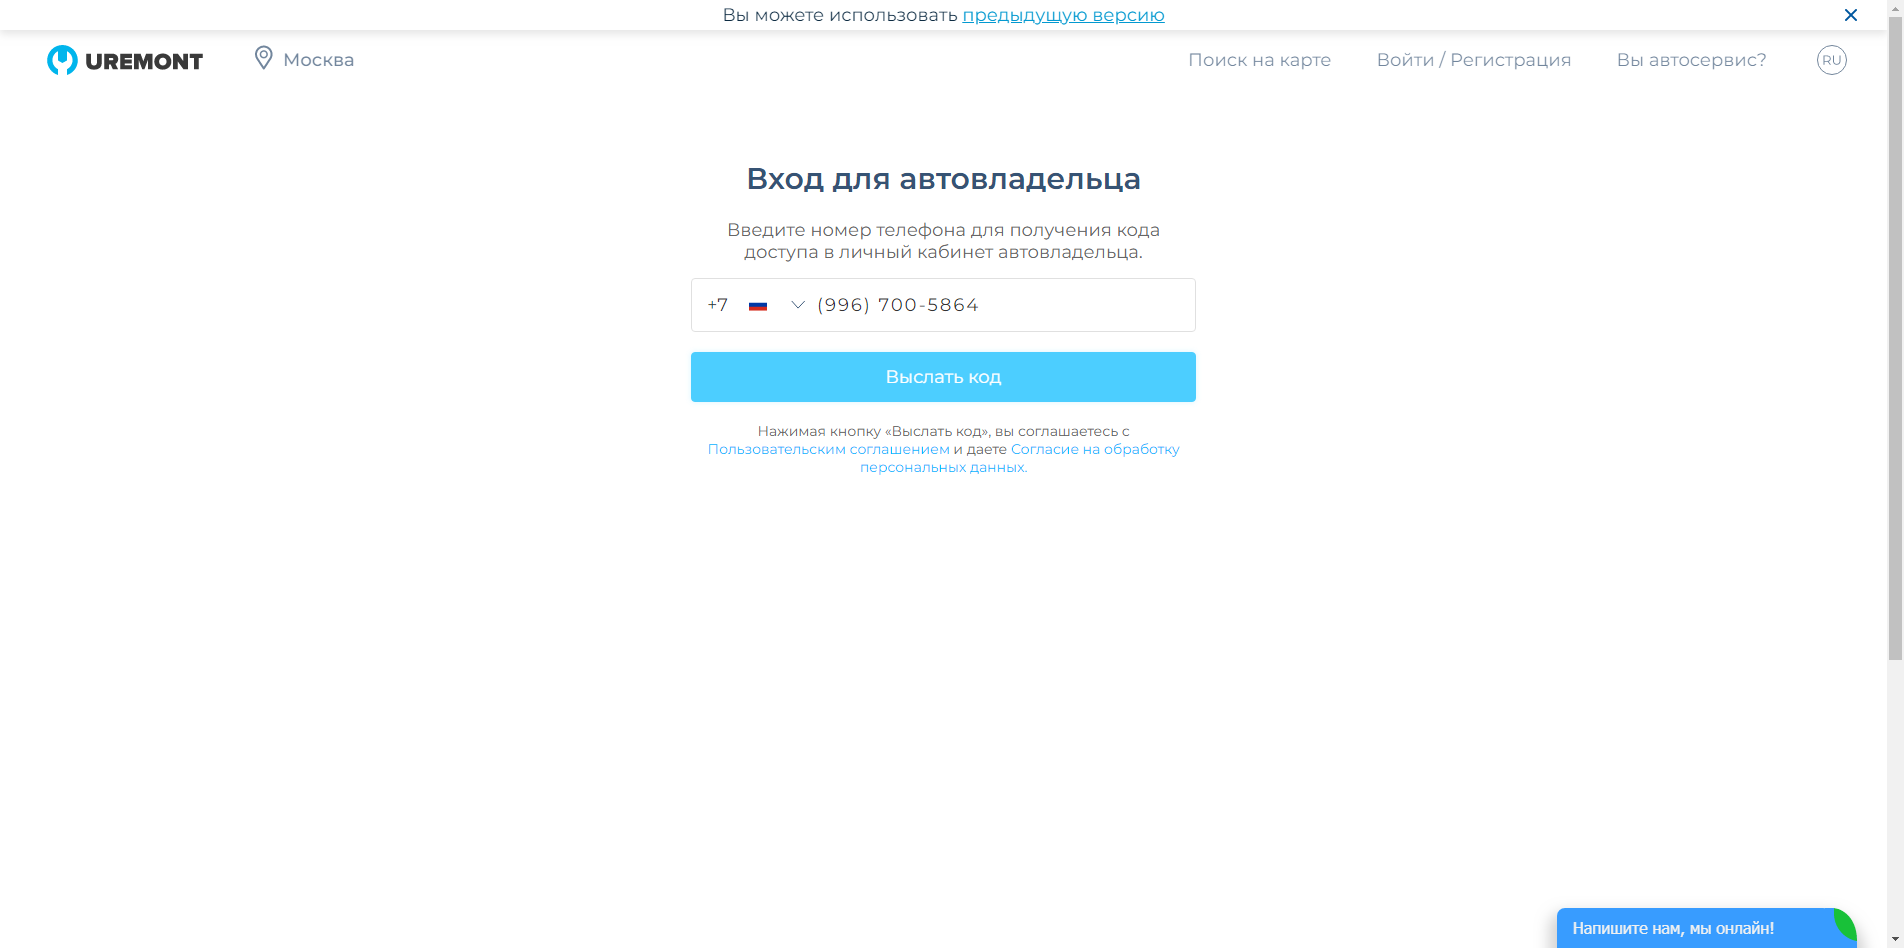 Вы можете использовать предыдущую версию
UREMONT
Москва
Поиск на карте
Войти / Регистрация
Вы автосервис?
RU
Вход для автовладельца
Введите номер телефона для получения кода
доступа в личный кабинет автовладельца.
+7 (996) 700-5864
Выслать код
Нажимая кнопку «Выслать код», вы соглашаетесь с
Пользовательским соглашением и даете Согласие на обработку
персональных данных.
Напишите нам, мы онлайн!